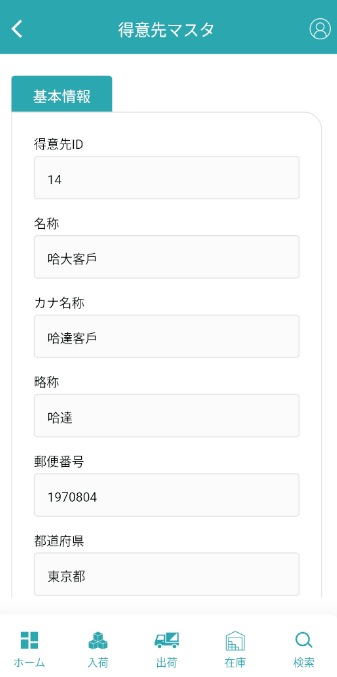 得意先マスタ
基本情報
得意先ID
14
名称
哈大客戶
カナ名称
哈達客戶
略称
哈達
郵便番号
1970804
都道府県
東京都
ホーム
入荷
出荷
在庫
検索